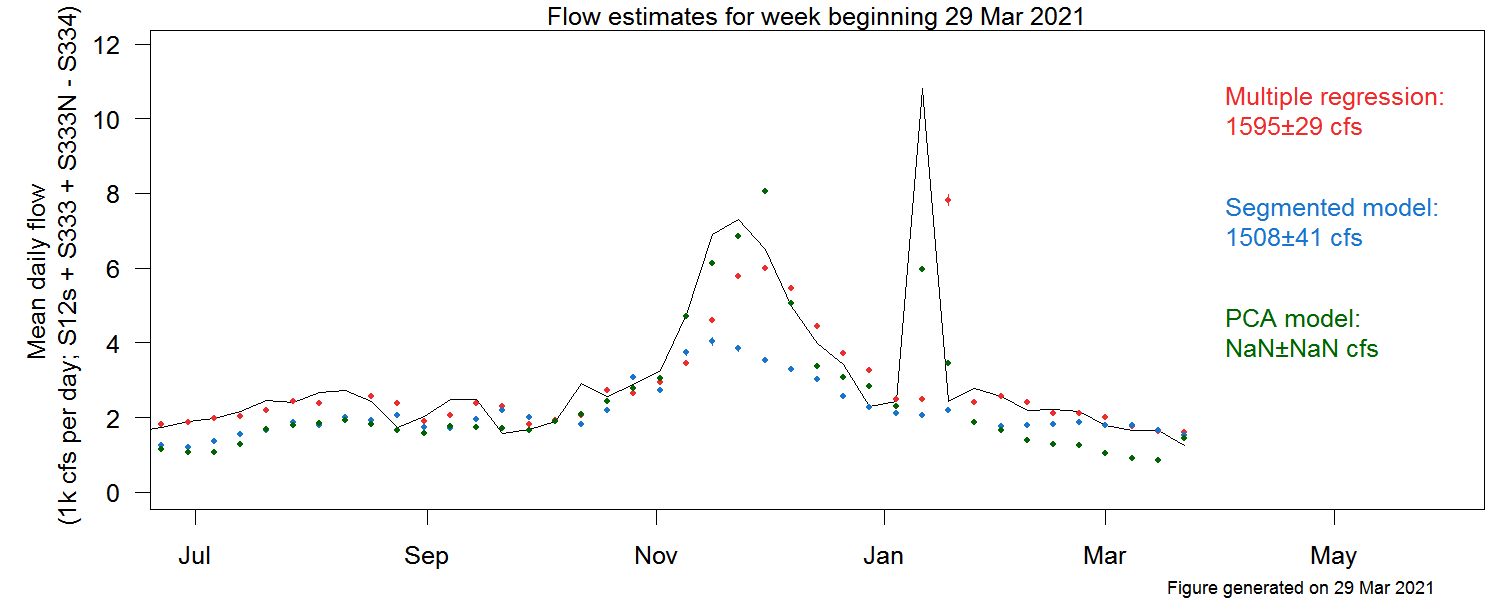 Flow estimates for week beginning 29 Mar 2021
Mean daily flow
(1k cfs per day; S12s + S333 + S333N - S334)
12
10
8
6
4
2
0
Multiple regression:
1595±29 cfs
Segmented model:
1508±41 cfs
PCA model:
NaN±NaN cfs
Jul Sep Nov Jan Mar May
Figure generated on 29 Mar 2021